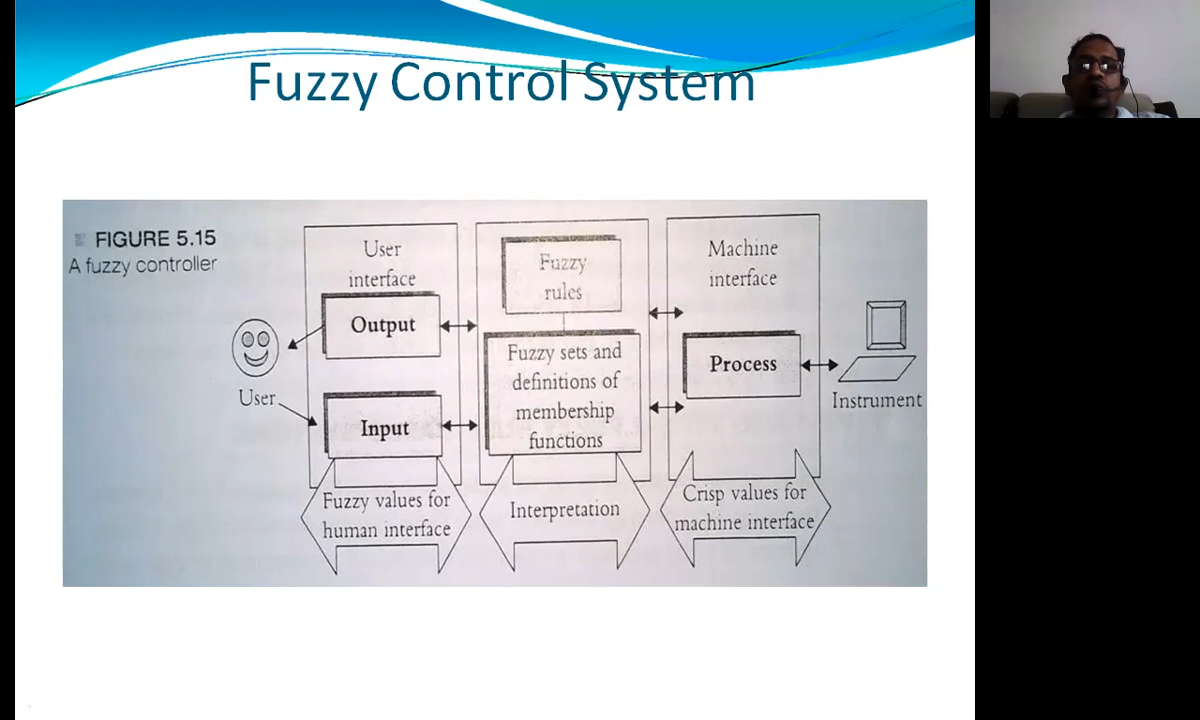 Fuzzy Control System
FIGURE 5.15
A fuzzy controller
User
interface
Output
Input
User
Fuzzy values for
human interface
Fuzzy
rules
Fuzzy sets and
definitions of
membership
functions
Interpretation
Machine
interface
Process
Instrument
Crisp values for
machine interface